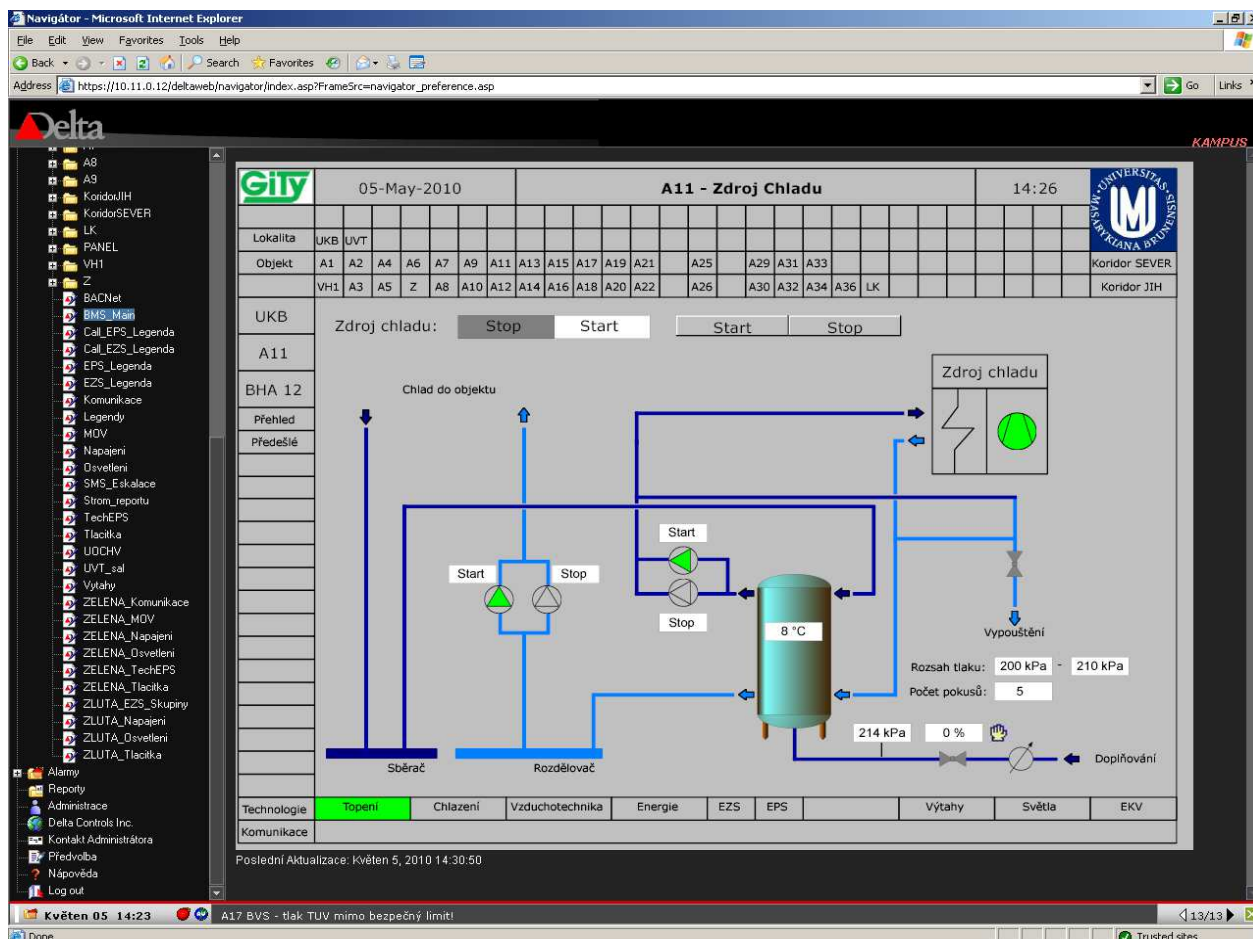 Navigátor - Microsoft Internet Explorer
File Edit View Favorites Tools Help
Back Search Favorites
Address https://10.11.0.12/deltaweb/navigator/index.asp?FrameSrc=navigator_preference.asp Go Links
Delta
KAMPUS
A8
A9
KoridorJIH
KoridorSEVER
LK
PANEL
VH1
Z
BACNet
BMS_Main
Call_EPS_Legenda
Call_EZS_Legenda
EPS_Legenda
EZS_Legenda
Komunikace
Legendy
MOV
Napajeni
Osvetleni
SMS_Eskalace
Strom_reportu
TechEPS
Tlacitka
UOCHV
UVT_sal
Vytahy
ZELENA_Komunikace
ZELENA_MOV
ZELENA_Napajeni
ZELENA_Osvetleni
ZELENA_TechEPS
ZELENA_Tlacitka
ZLUTA_EZS_Skupiny
ZLUTA_Napajeni
ZLUTA_Osvetleni
ZLUTA_Tlacitka
Alarmy
Reporty
Administrace
Delta Controls Inc.
Kontakt Administrátora
Předvolba
Nápověda
Log out
GiTy 05-May-2010 A11 - Zdroj Chladu 14:26
UNIVERSITAS MASARYKIANA BRUNENSIS
Lokalita UKB UVT
Objekt A1 A2 A4 A6 A7 A9 A11 A13 A15 A17 A19 A21 A25 A29 A31 A33 Koridor SEVER
VH1 A3 A5 Z A8 A10 A12 A14 A16 A18 A20 A22 A26 A30 A32 A34 A36 LK Koridor JIH
UKB
A11
BHA 12
Přehled
Předešlé
Zdroj chladu: Stop Start Start Stop
Zdroj chladu
Chlad do objektu
Start
Start Stop
Stop
8 °C
Vypouštění
Rozsah tlaku: 200 kPa - 210 kPa
Počet pokusů: 5
214 kPa 0 %
Doplňování
Sběrač Rozdělovač
Technologie Topení Chlazení Vzduchotechnika Energie EZS EPS Výtahy Světla EKV
Komunikace
Poslední Aktualizace: Květen 5, 2010 14:30:50
Květen 05 14:23 A17 BVS - tlak TUV mimo bezpečný limit! 13/13
Done Trusted sites